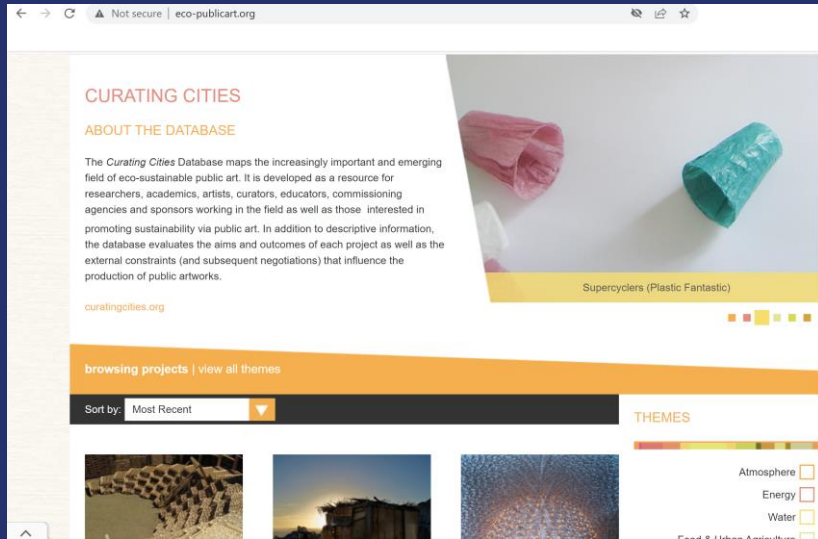 Not secure | eco-publicart.org
CURATING CITIES
ABOUT THE DATABASE
The Curating Cities Database maps the increasingly important and emerging
field of eco-sustainable public art. It is developed as a resource for
researchers, academics, artists, curators, educators, commissioning
agencies and sponsors working in the field as well as those interested in
promoting sustainability via public art. In addition to descriptive information,
the database evaluates the aims and outcomes of each project as well as the
external constraints (and subsequent negotiations) that influence the
production of public artworks.
curatingcities.org
Supercyclers (Plastic Fantastic)
browsing projects | view all themes
Sort by: Most Recent
THEMES
Atmosphere
Energy
Water
Food & Urban Agriculture